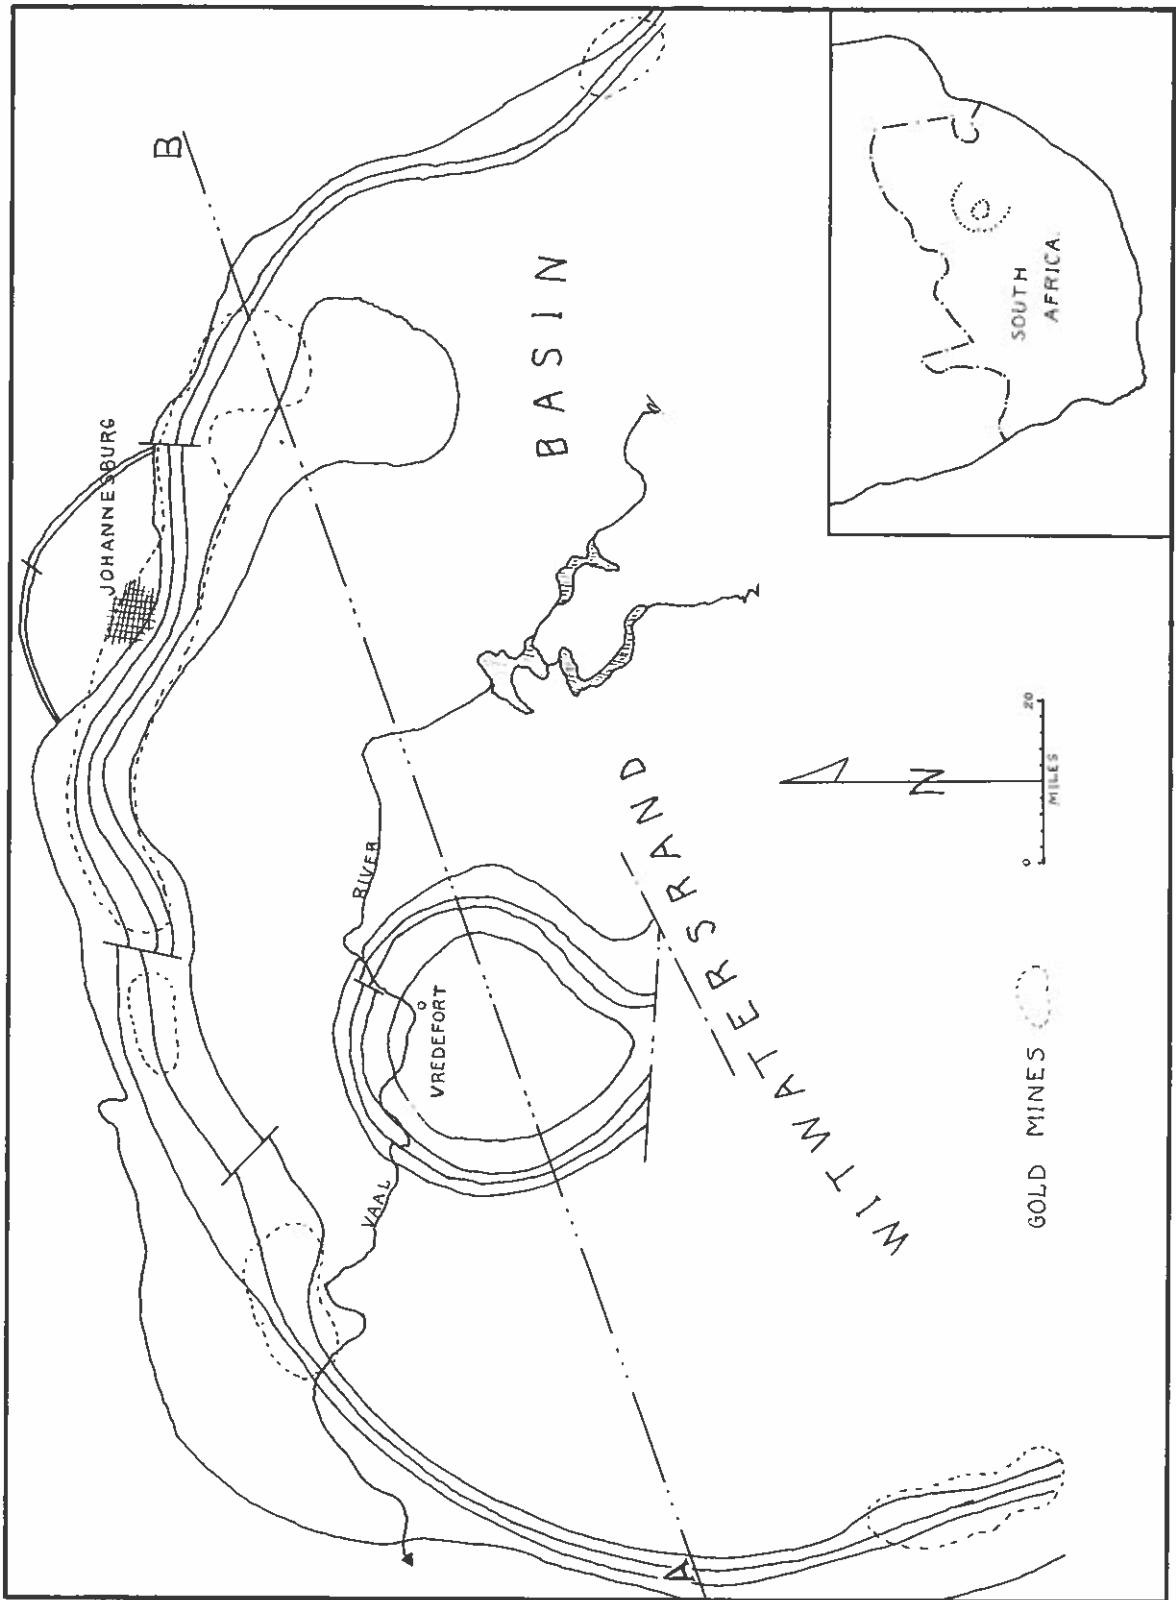 B
JOHANNESBURG
BASIN
RIVER
VREDEFORT
VAAL
WITWATERSRAND
A
N
0 20
MILES
GOLD MINES
SOUTH
AFRICA